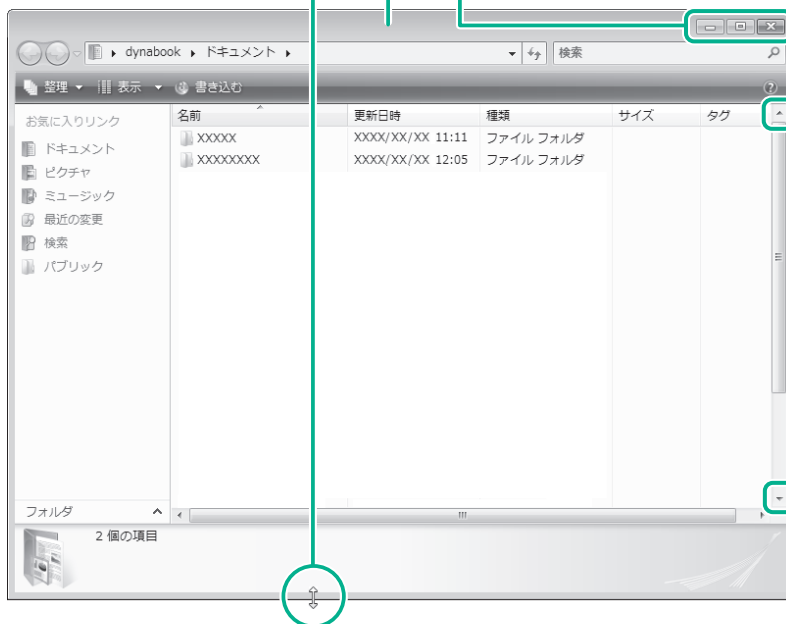 dynabook ドキュメント 検索
整理 表示 書き込む
お気に入りリンク
ドキュメント
ピクチャ
ミュージック
最近の変更
検索
パブリック
フォルダ
名前 更新日時 種類 サイズ タグ
XXXXX XXXX/XX/XX 11:11 ファイル フォルダ
XXXXXXXX XXXX/XX/XX 12:05 ファイル フォルダ
2 個の項目